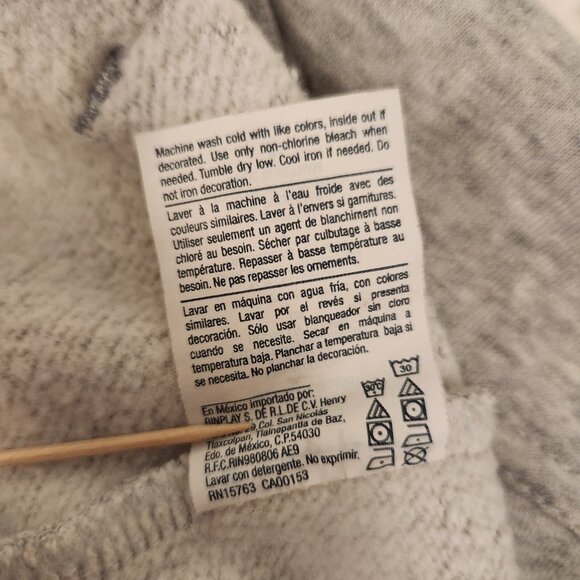 Machine wash cold with like colors, inside out if
decorated. Use only non-chlorine bleach when
needed. Tumble dry low. Cool iron if needed. Do
not iron decoration.
Laver à la machine à l'eau froide avec des
couleurs similaires. Laver à l'envers si garnitures.
Utiliser seulement un agent de blanchiment non
chloré au besoin. Sécher par culbutage à basse
température. Repasser à basse température au
besoin. Ne pas repasser les ornements.
Lavar en máquina con agua fría, con colores
similares. Lavar por el revés si presenta
decoración. Sólo usar blanqueador sin cloro
cuando se necesite. Secar en máquina a
temperatura baja. Planchar a temperatura baja si
se necesita. No planchar la decoración.
En México importado por:
RINPLAY S. DE R.L.DE C.V. Henry
Col. San Nicolás
Tlaxcolpan, Tlalnepantla de Baz,
Edo. de México, C.P.54030
R.F.C.RIN980806 AE9
Lavar con detergente. No exprimir.
RN15763 CA00153
30°C
30